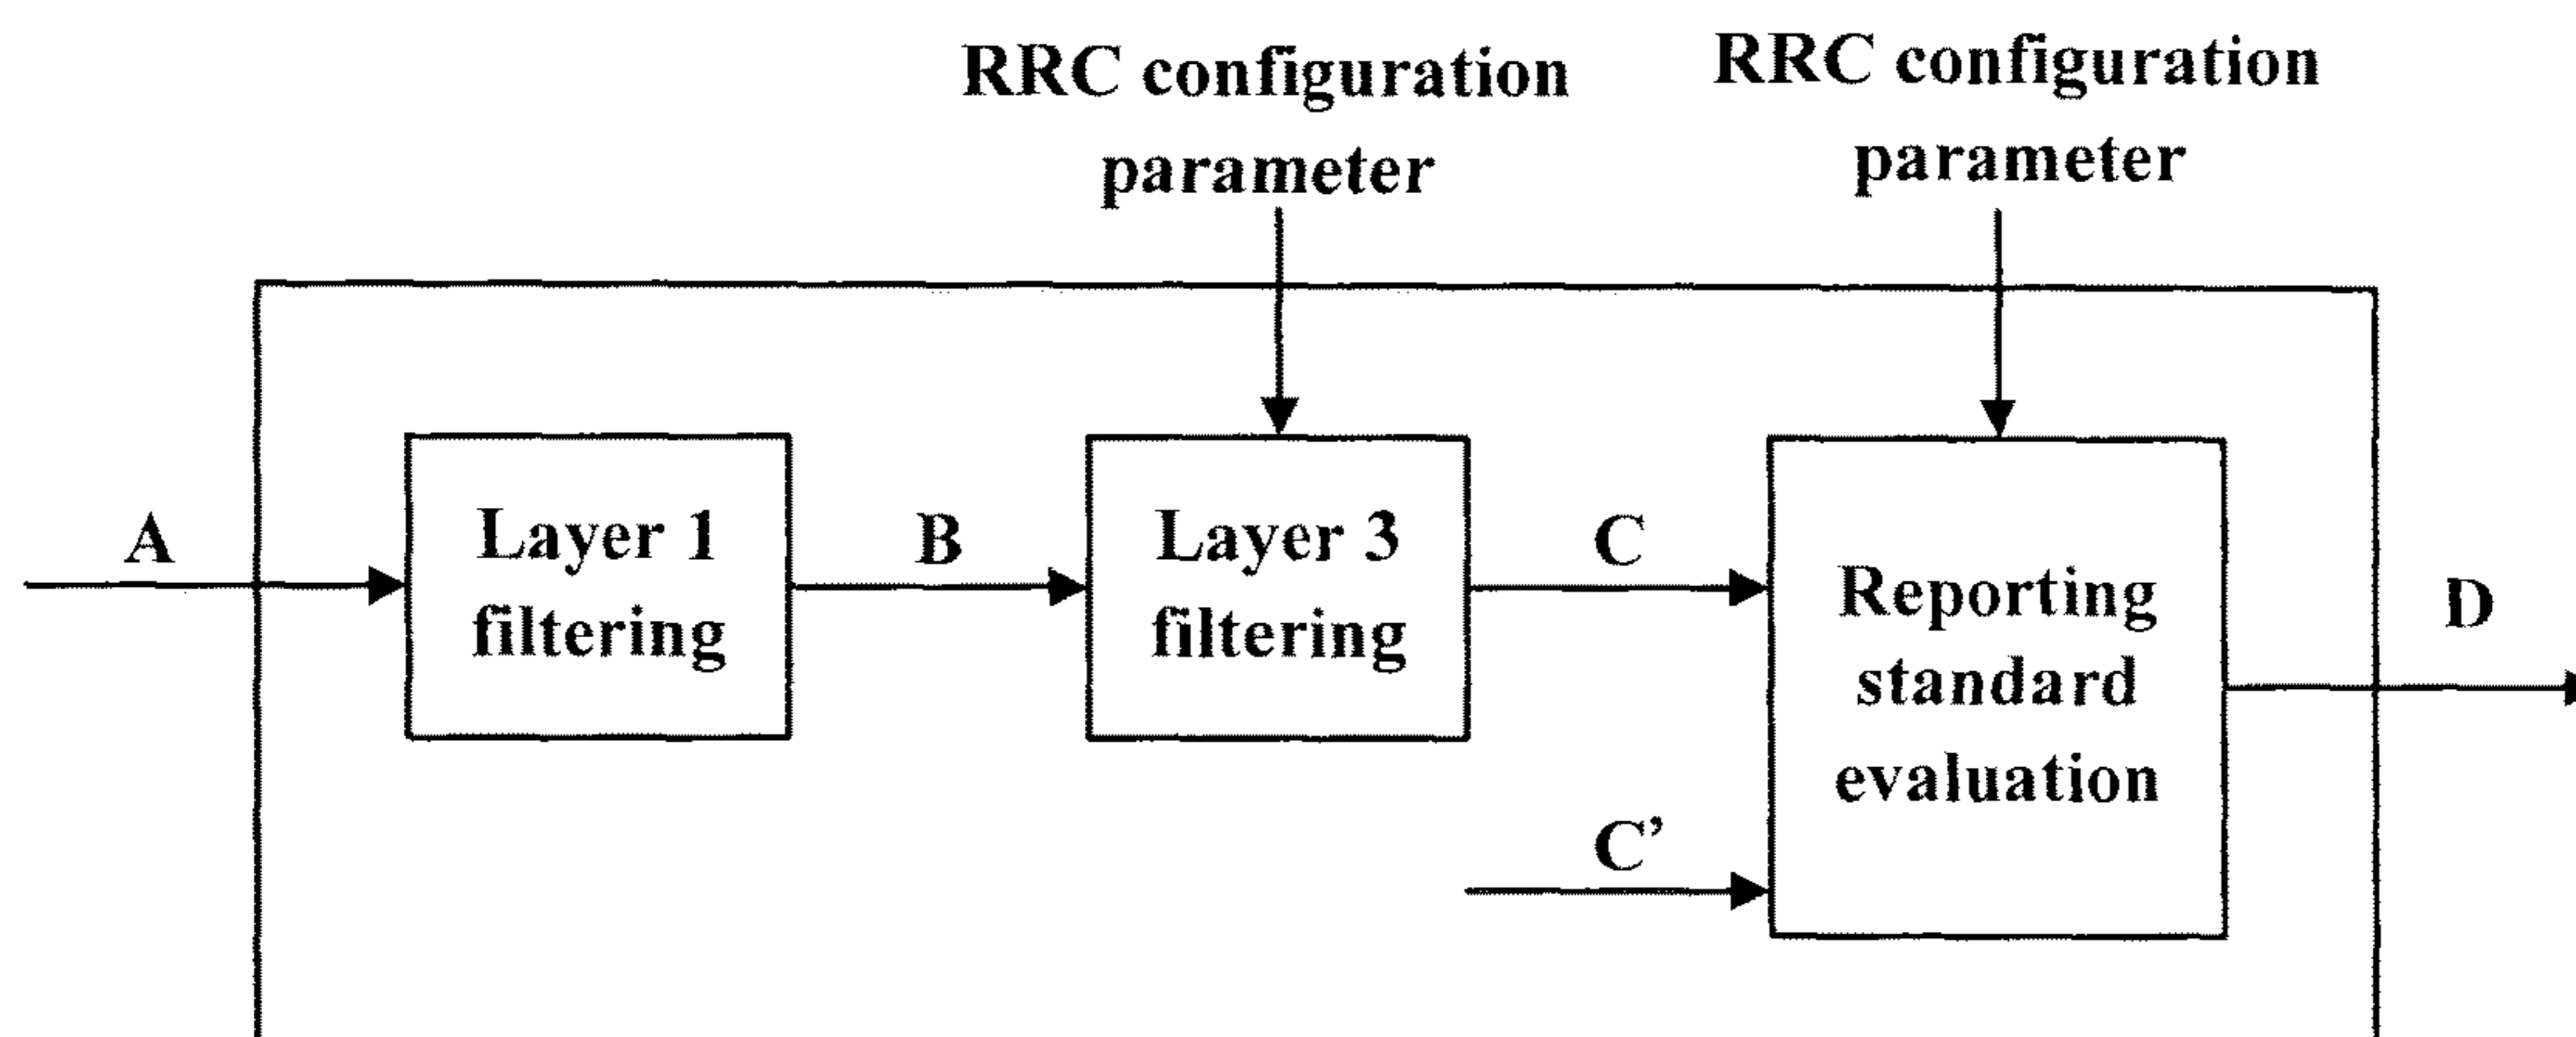 RRC configuration
parameter
RRC configuration
parameter
A
Layer 1
filtering
B
Layer 3
filtering
C
C’
Reporting
standard
evaluation
D